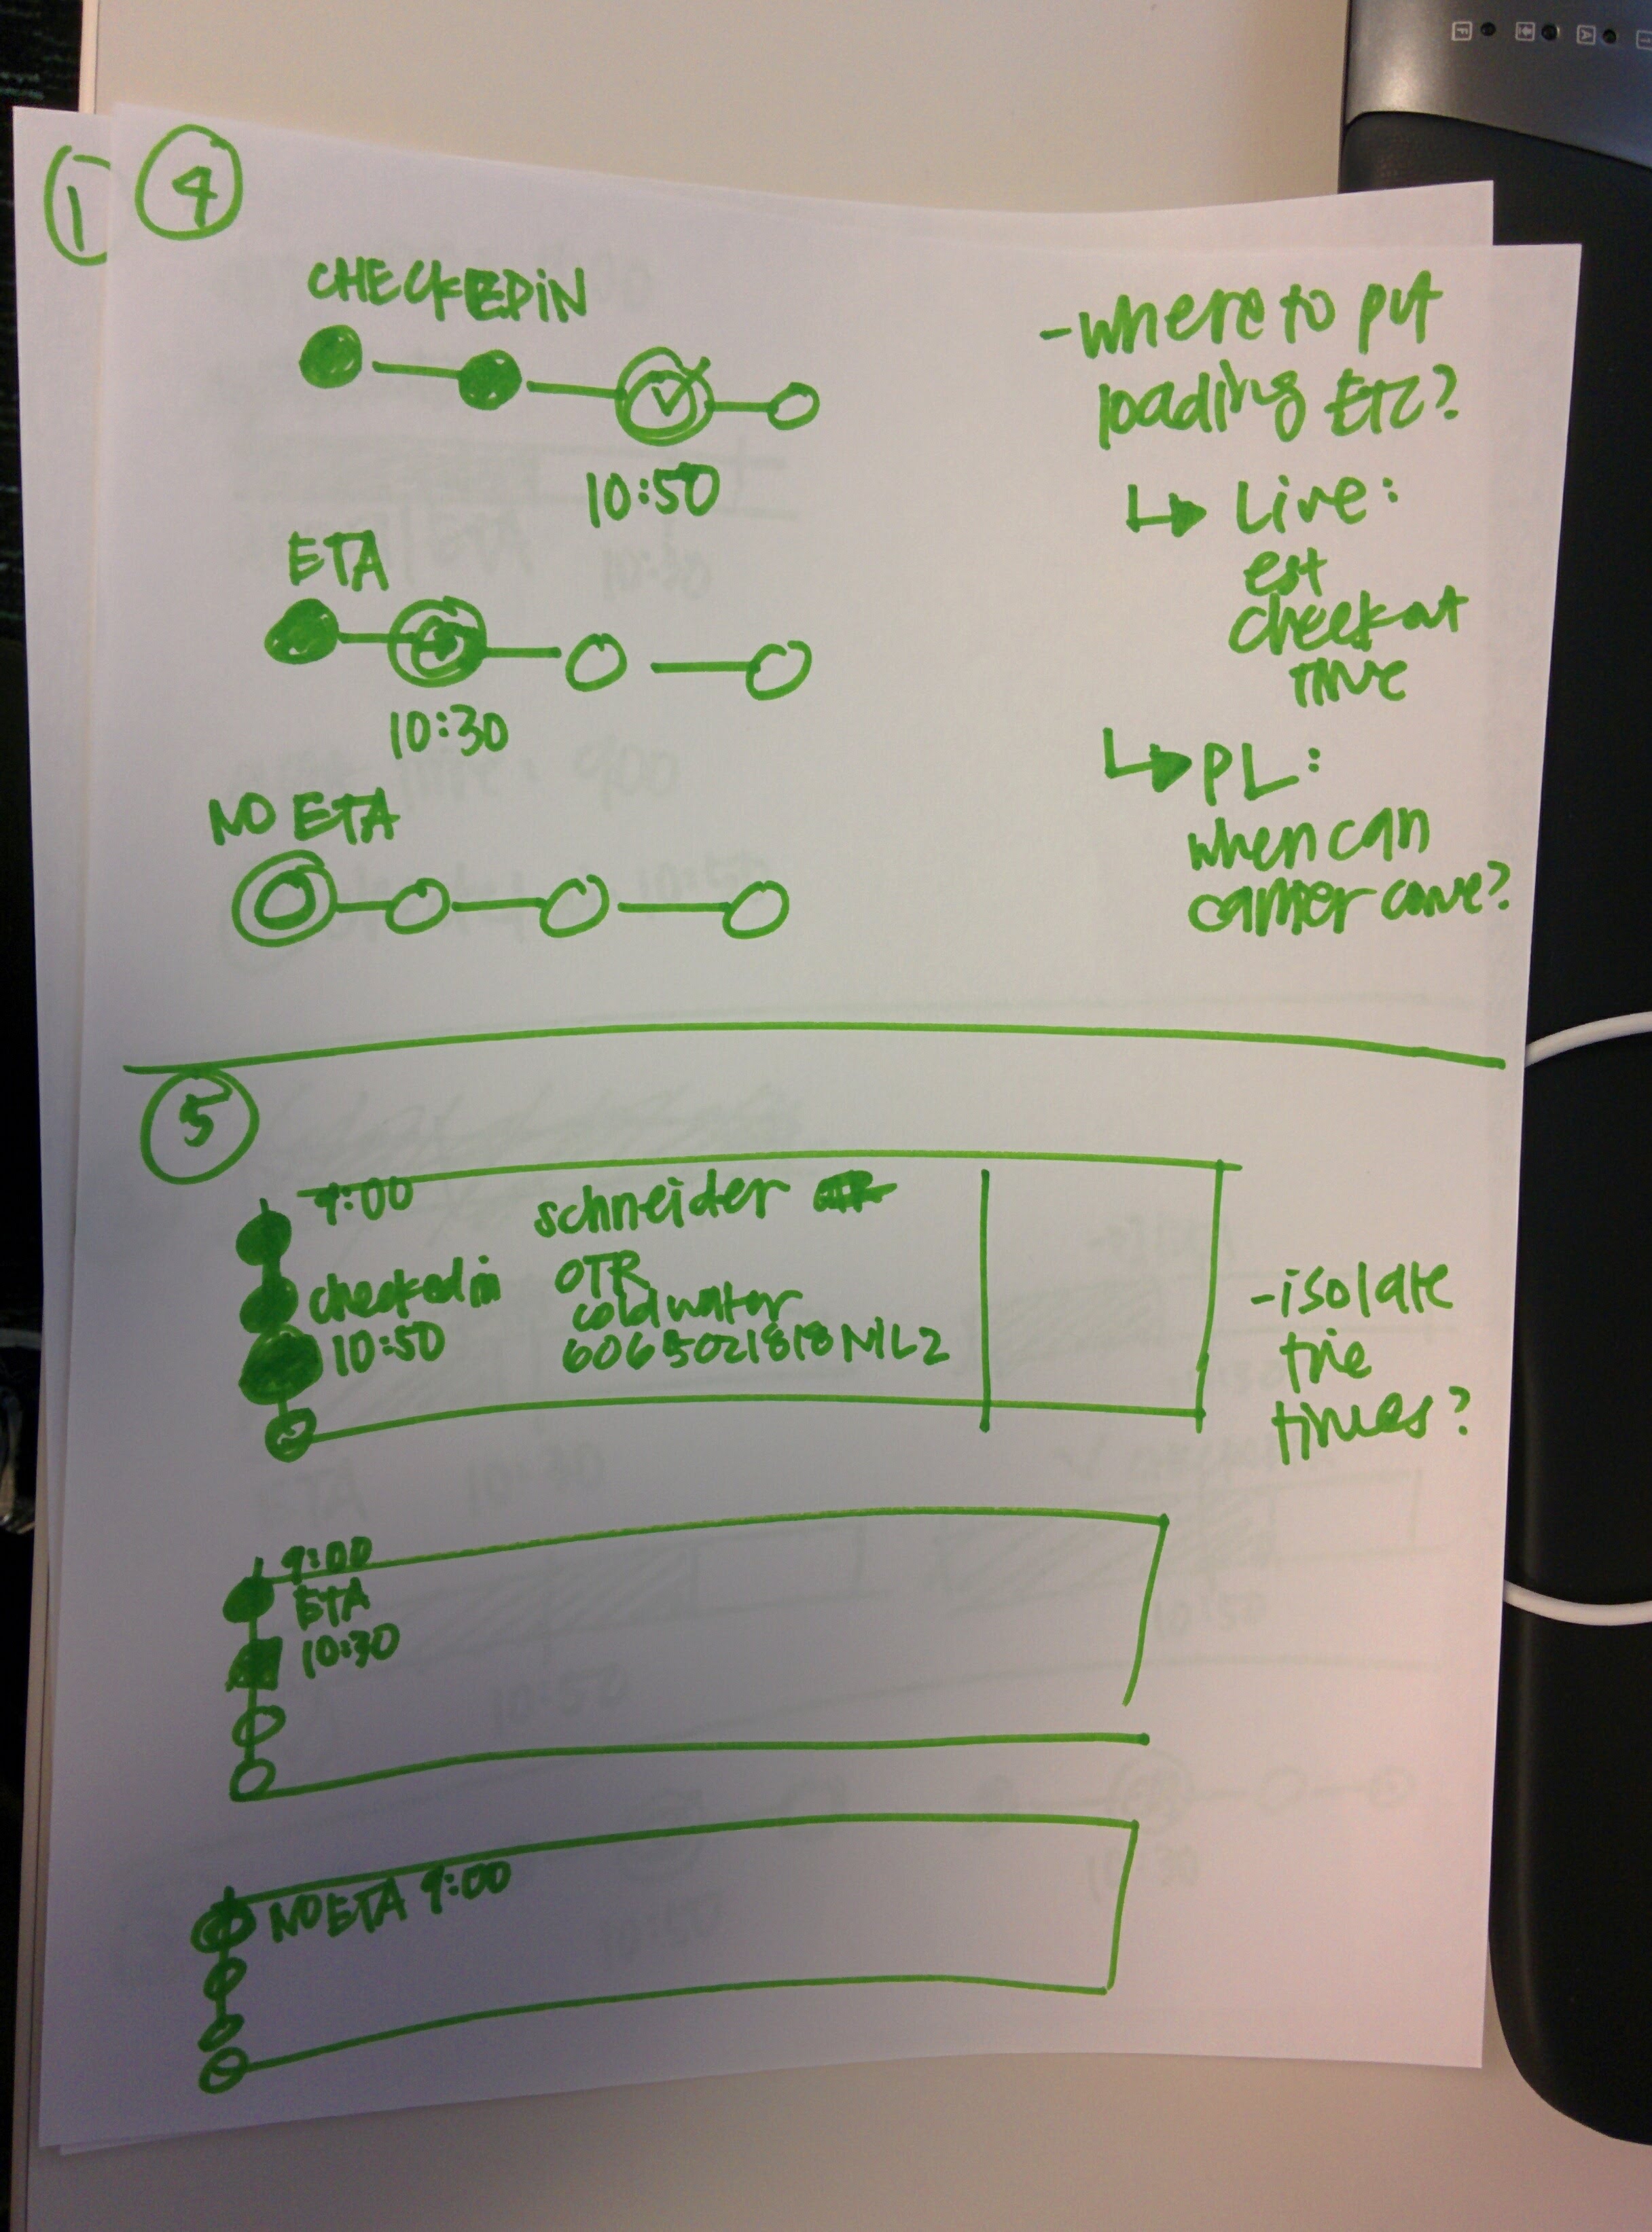 1
4
CHECKEDIN
10:50
ETA
10:30
NO ETA
-where to put
loading ETC?
Live:
est
checkout
time
PL:
when can
carrier come?
5
9:00
checked in
10:50
schneider
OTR
coldwater
6065021818NL2
-isolate
the
times?
9:00
ETA
10:30
NO ETA 9:00
F
A